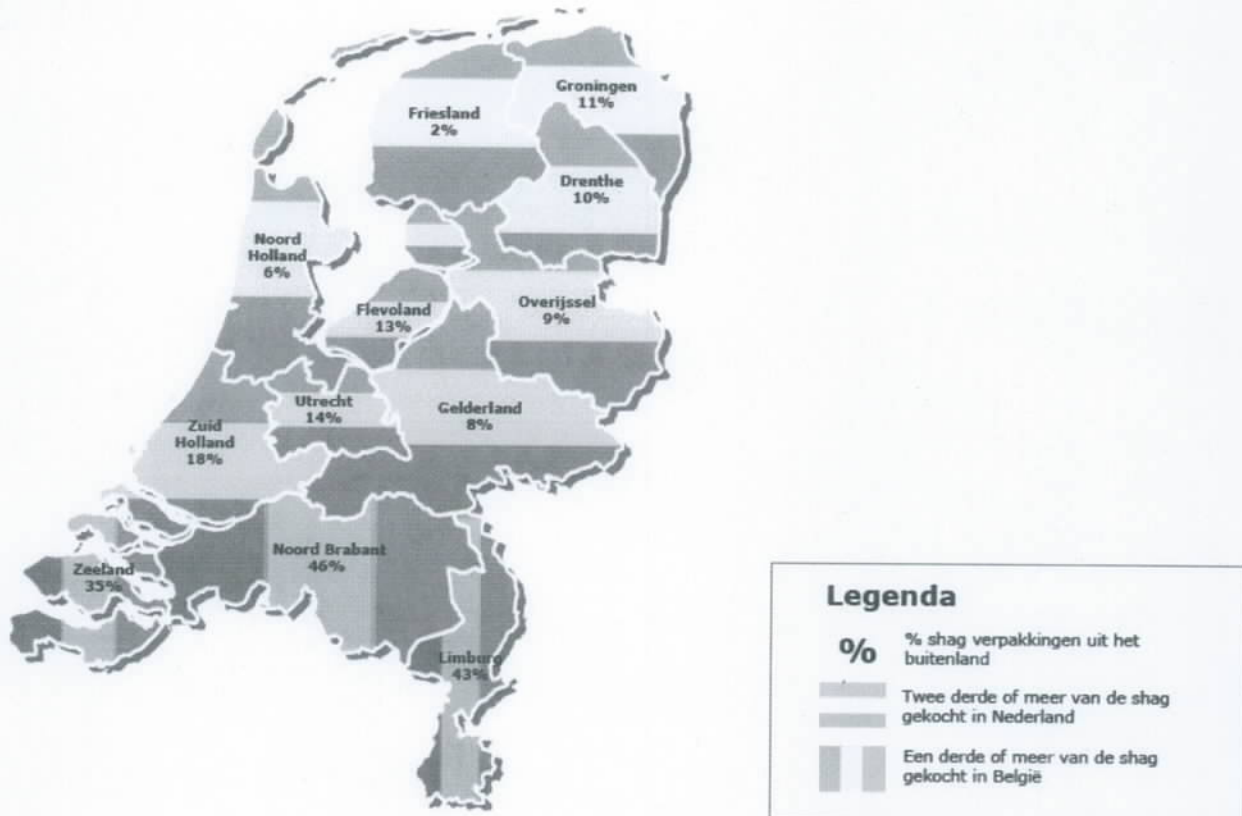 Groningen
11%
Friesland
2%
Drenthe
10%
Noord
Holland
6%
Overijssel
9%
Flevoland
13%
Utrecht
14%
Gelderland
8%
Zuid
Holland
18%
Noord Brabant
46%
Zeeland
35%
Limburg
43%
Legenda
% % shag verpakkingen uit het
buitenland
Twee derde of meer van de shag
gekocht in Nederland
Een derde of meer van de shag
gekocht in België